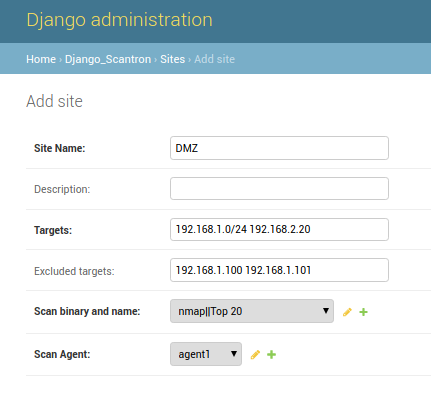 Django administration
Home › Django_Scantron › Sites › Add site
Add site
Site Name: DMZ
Description:
Targets: 192.168.1.0/24 192.168.2.20
Excluded targets: 192.168.1.100 192.168.1.101
Scan binary and name: nmap||Top 20
Scan Agent: agent1